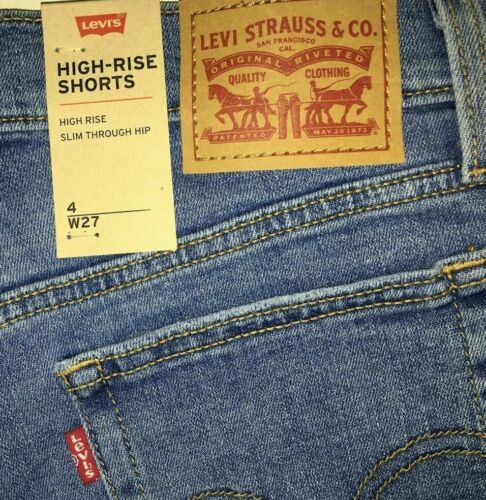 LEVI'S
HIGH-RISE
SHORTS
HIGH RISE
SLIM THROUGH HIP
4
W27
LEVI STRAUSS & CO.
SAN FRANCISCO
CAL.
ORIGINAL RIVETED
QUALITY CLOTHING
PATENTED MAY 20 1873
LEVI'S